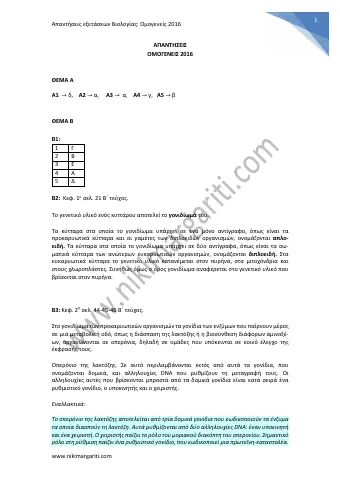 Απαντήσεις εξετάσεων Βιολογίας: Ομογενείς 2016
1
ΑΠΑΝΤΗΣΕΙΣ
ΟΜΟΓΕΝΕΙΣ 2016
ΘΕΜΑ Α
Α1 → δ, Α2 → α, Α3 → α, Α4 → γ, Α5 → β
ΘΕΜΑ Β
Β1:
1 Γ
2 Β
3 Ε
4 Α
5 Δ
Β2: Κεφ. 1ο σελ. 21 Β΄ τεύχος.
Το γενετικό υλικό ενός κυττάρου αποτελεί το γονιδίωμά του.
Τα κύτταρα στα οποία το γονιδίωμα υπάρχει σε ένα μόνο αντίγραφο, όπως είναι τα
προκαρυωτικά κύτταρα και οι γαμέτες των διπλοειδών οργανισμών, ονομάζονται απλο-
ειδή. Τα κύτταρα στα οποία το γονιδίωμα υπάρχει σε δύο αντίγραφα, όπως είναι τα σω-
ματικά κύτταρα των ανώτερων ευκαρυωτικών οργανισμών, ονομάζονται διπλοειδή. Στα
ευκαρυωτικά κύτταρα το γενετικό υλικό κατανέμεται στον πυρήνα, στα μιτοχόνδρια και
στους χλωροπλάστες. Συνήθως όμως ο όρος γονιδίωμα αναφέρεται στο γενετικό υλικό που
βρίσκεται στον πυρήνα.
Β3: Κεφ. 2ο σελ. 44-45-46 Β΄ τεύχος.
Στο γονιδίωμα των προκαρυωτικών οργανισμών τα γονίδια των ενζύμων που παίρνουν μέρος
σε μια μεταβολική οδό, όπως η διάσπαση της λακτόζης ή η βιοσύνθεση διάφορων αμινοξέ-
ων, οργανώνονται σε οπερόνια, δηλαδή σε ομάδες που υπόκεινται σε κοινό έλεγχο της
έκφρασής τους.
Οπερόνιο της λακτόζης. Σε αυτό περιλαμβάνονται εκτός από αυτά τα γονίδια, που
ονομάζονται δομικά, και αλληλουχίες DNA που ρυθμίζουν τη μεταγραφή τους. Οι
αλληλουχίες αυτές που βρίσκονται μπροστά από τα δομικά γονίδια είναι κατά σειρά ένα
ρυθμιστικό γονίδιο, ο υποκινητής και ο χειριστής.
Εναλλακτικά:
Το οπερόνιο της λακτόζης αποτελείται από τρία δομικά γονίδια που κωδικοποιούν τα ένζυμα
τα οποία διασπούν τη λακτόζη. Αυτά ρυθμίζονται από δύο αλληλουχίες DNA: έναν υποκινητή
και ένα χειριστή. Ο χειριστής παίζει το ρόλο του μοριακού διακόπτη του οπερονίου. Σημαντικό
ρόλο στη ρύθμιση παίζει ένα ρυθμιστικό γονίδιο, που κωδικοποιεί μια πρωτεΐνη-καταστολέα.
www.nikimargariti.com
www.nikimargariti.com